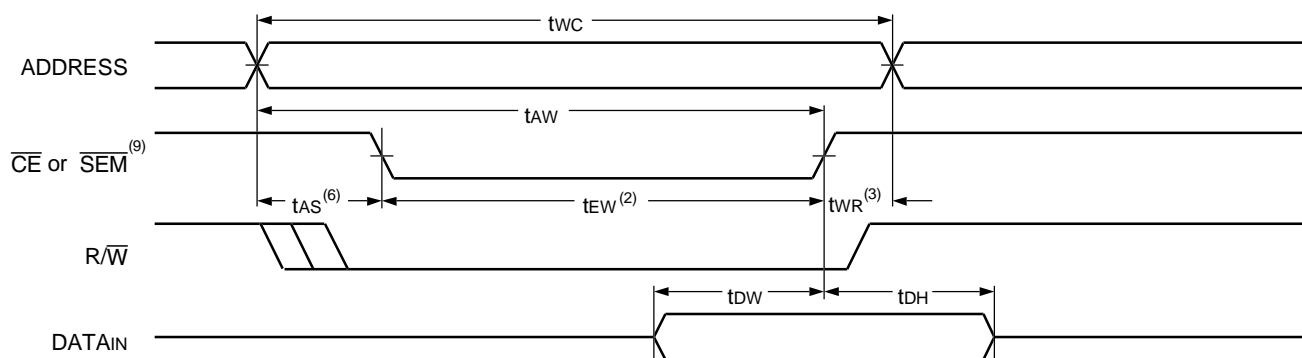 tWC
ADDRESS
tAW
CE or SEM(9)
tAS(6)
tEW(2)
tWR(3)
R/W
tDW
tDH
DATAIN